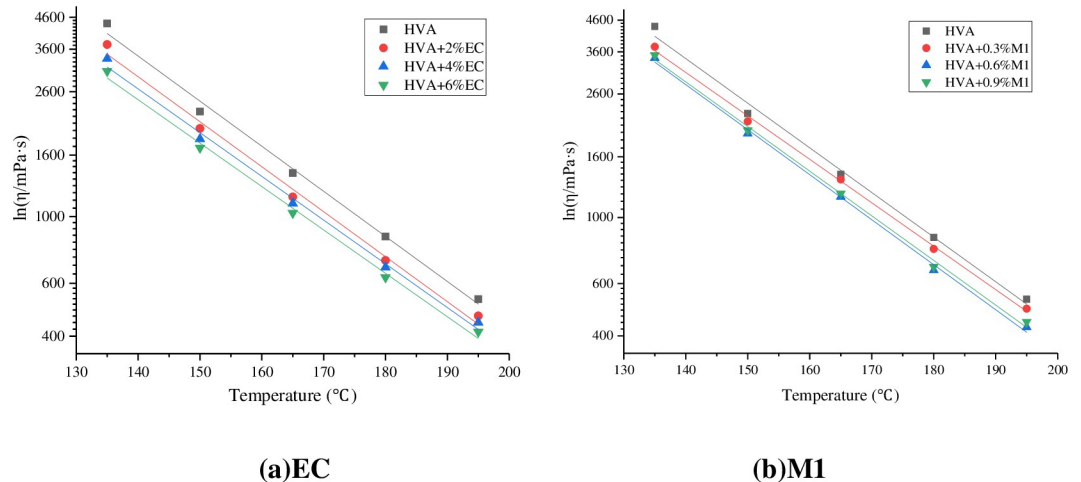 4600
3600
2600
1600
1000
600
400
ln(η/mPa·s)
HVA
HVA+2%EC
HVA+4%EC
HVA+6%EC
130 140 150 160 170 180 190 200
Temperature (℃)
(a)EC
4600
3600
2600
1600
1000
600
400
ln(η/mPa·s)
HVA
HVA+0.3%M1
HVA+0.6%M1
HVA+0.9%M1
130 140 150 160 170 180 190 200
Temperature (℃)
(b)M1